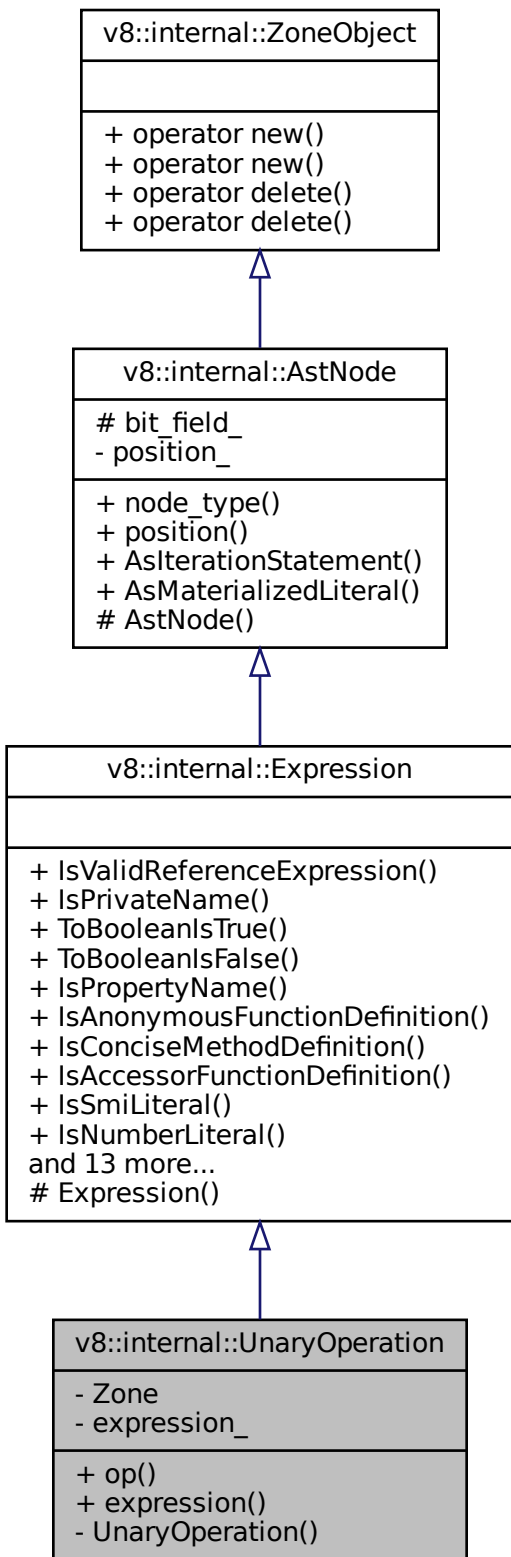 v8::internal::ZoneObject
+ operator new()
+ operator new()
+ operator delete()
+ operator delete()
v8::internal::AstNode
# bit_field_
- position_
+ node_type()
+ position()
+ AsIterationStatement()
+ AsMaterializedLiteral()
# AstNode()
v8::internal::Expression
+ IsValidReferenceExpression()
+ IsPrivateName()
+ ToBooleanIsTrue()
+ ToBooleanIsFalse()
+ IsPropertyName()
+ IsAnonymousFunctionDefinition()
+ IsConciseMethodDefinition()
+ IsAccessorFunctionDefinition()
+ IsSmiLiteral()
+ IsNumberLiteral()
and 13 more...
# Expression()
v8::internal::UnaryOperation
- Zone
- expression_
+ op()
+ expression()
- UnaryOperation()